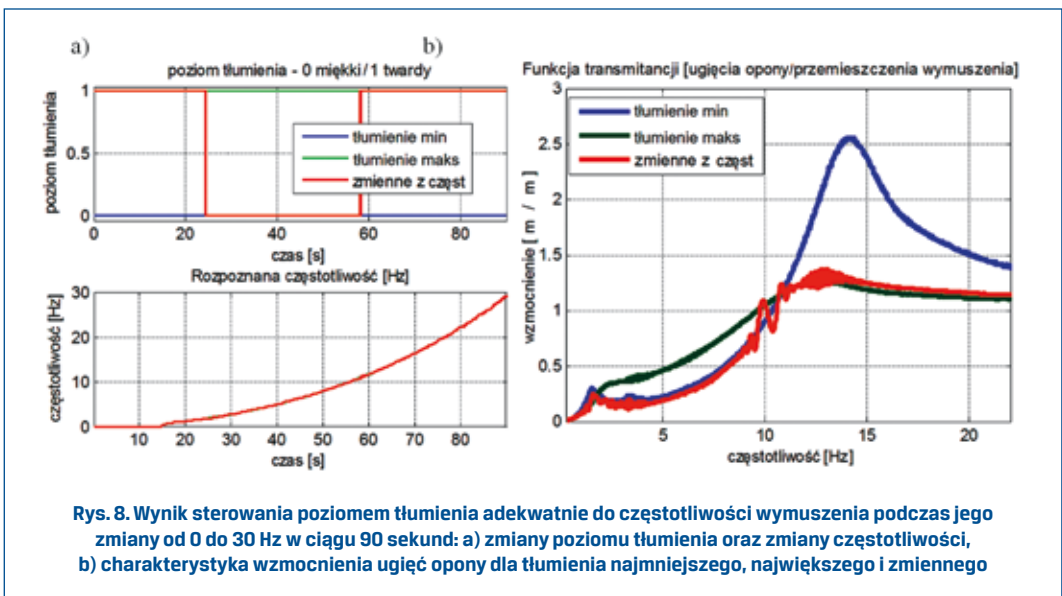 a)
poziom tłumienia - 0 miękki/ 1 twardy
poziom tłumienia
1
0.5
0
tłumienie min
tłumienie maks
zmienne z częst
0 20 40 60 80
czas [s]
Rozpoznana częstotliwość [Hz]
częstotliwość [Hz]
30
20
10
0
10 20 30 40 50 60 70 80
czas [s]
b)
Funkcja transmitancji [ugięcia opony/przemieszczenia wymuszenia]
wzmocnienie [ m / m ]
3
2.5
2
1.5
1
0.5
0
tłumienie min
tłumienie maks
zmienne z częst
5 10 15 20
częstotliwość [Hz]
Rys. 8. Wynik sterowania poziomem tłumienia adekwatnie do częstotliwości wymuszenia podczas jego
zmiany od 0 do 30 Hz w ciągu 90 sekund: a) zmiany poziomu tłumienia oraz zmiany częstotliwości,
b) charakterystyka wzmocnienia ugięć opony dla tłumienia najmniejszego, największego i zmiennego